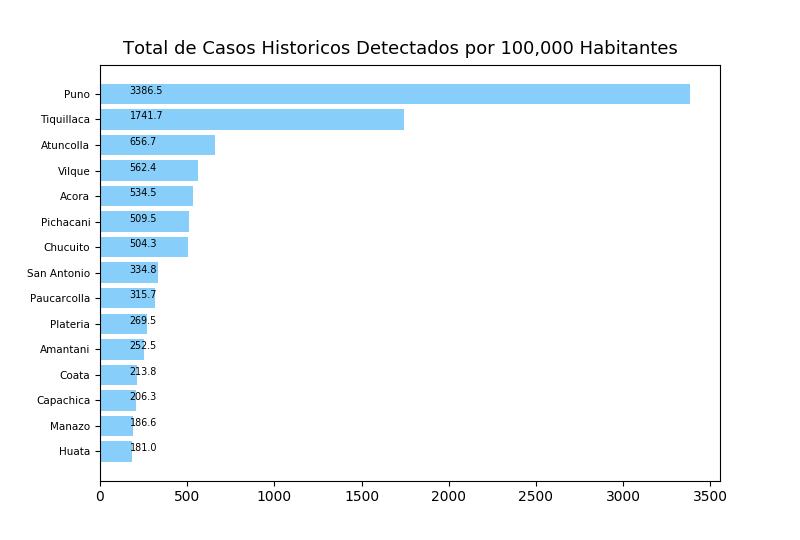 Total de Casos Historicos Detectados por 100,000 Habitantes
Puno 3386.5
Tiquillaca 1741.7
Atuncolla 656.7
Vilque 562.4
Acora 534.5
Pichacani 509.5
Chucuito 504.3
San Antonio 334.8
Paucarcolla 315.7
Plateria 269.5
Amantani 252.5
Coata 213.8
Capachica 206.3
Manazo 186.6
Huata 181.0
0 500 1000 1500 2000 2500 3000 3500